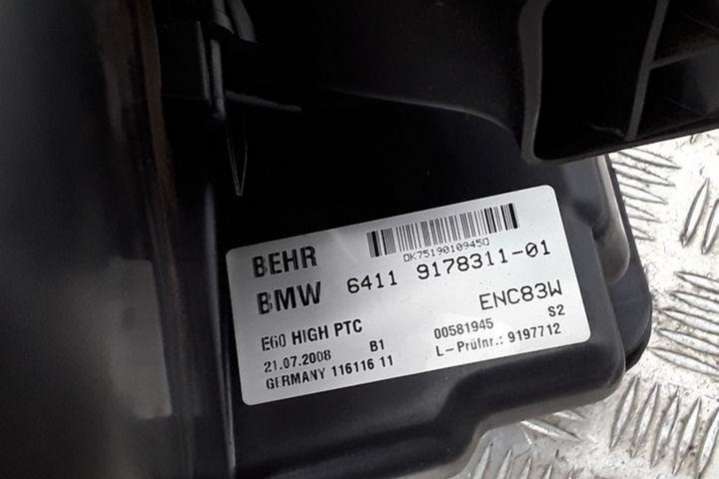 BEHR
0K75190109450
BMW 6411 9178311-01
ENC83W
E60 HIGH PTC
00581945 S2
21.07.2008 B1
L-Prüfnr.: 9197712
GERMANY 116116 11